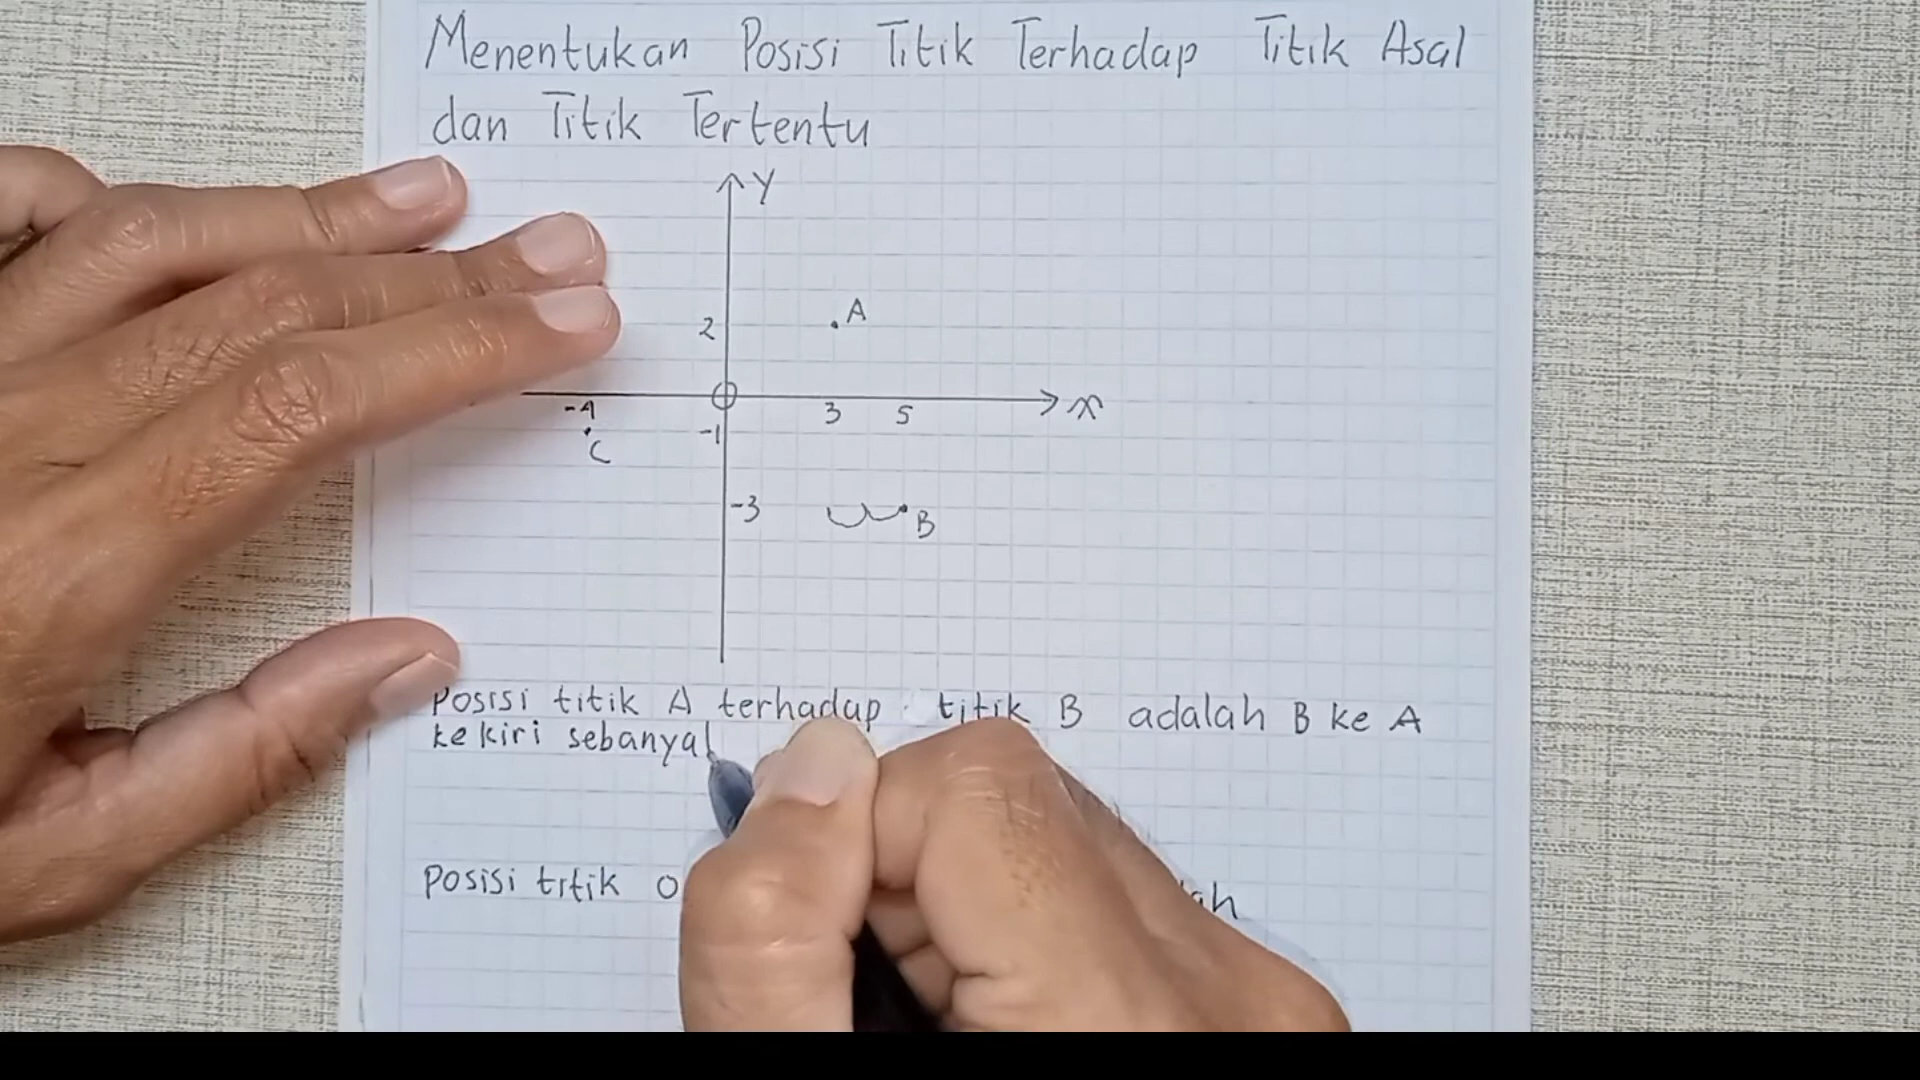 Menentukan Posisi Titik Terhadap Titik Asal
dan Titik Tertentu
Y
A
2
-4
3
5
X
C
-1
-3
B
Posisi titik A terhadap titik B adalah B ke A
ke kiri
Posisi titik